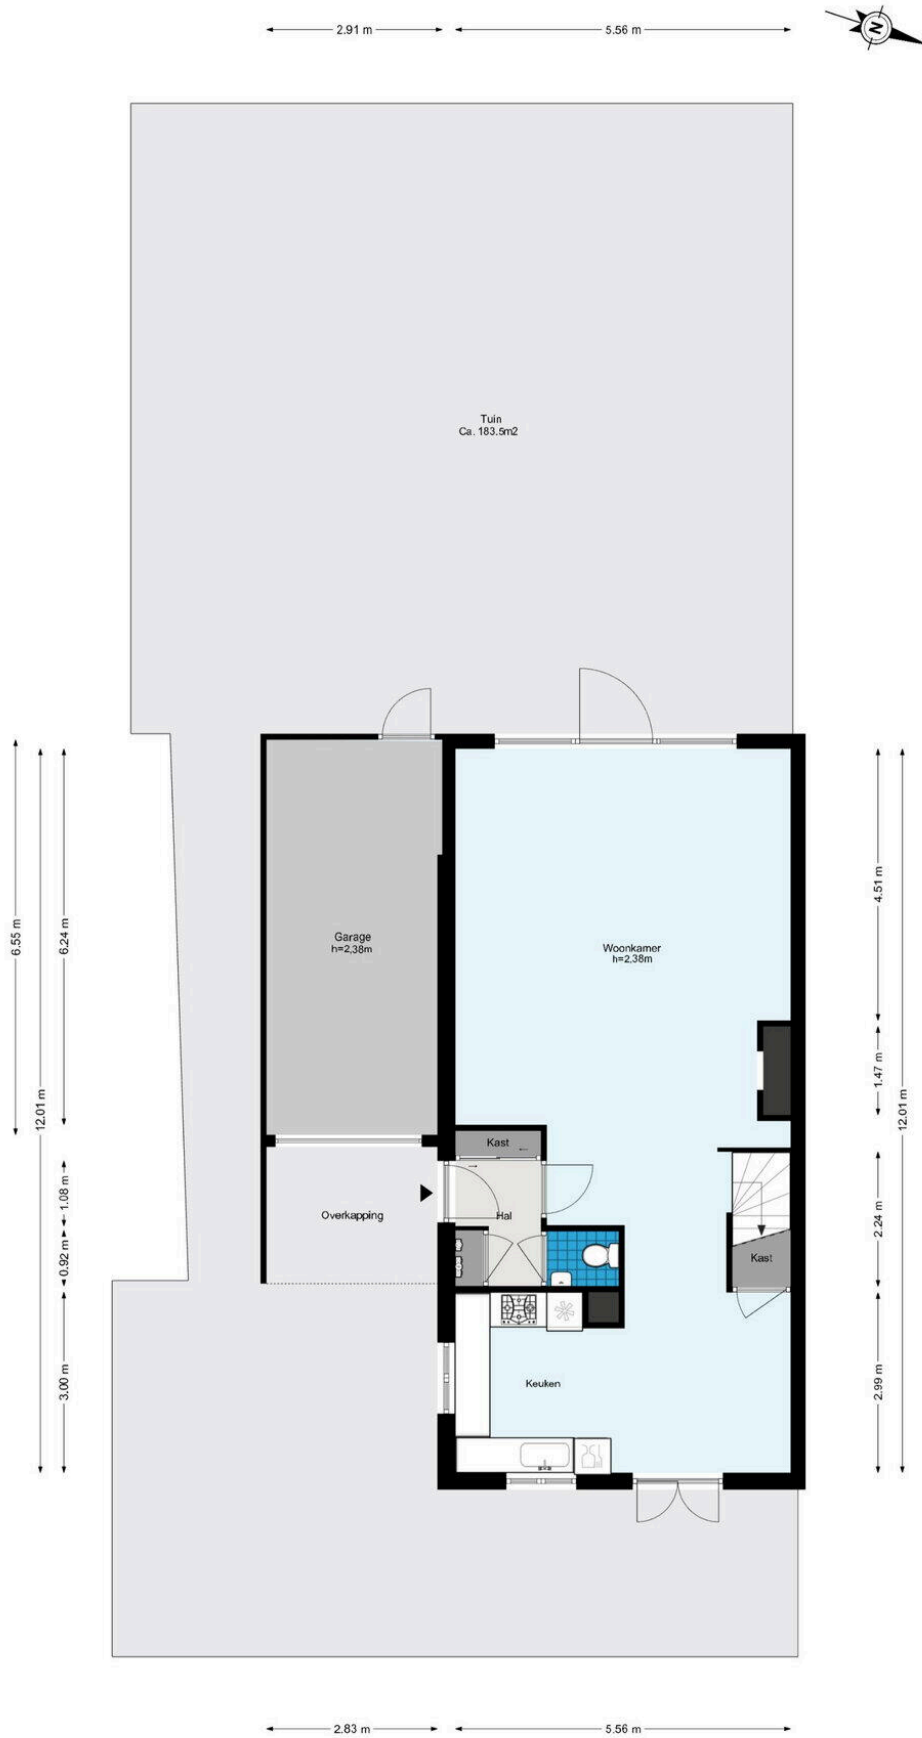 2.91 m
5.56 m
N
Tuin
Ca. 183.5m2
6.55 m
12.01 m
6.24 m
1.08 m
0.92 m
3.00 m
Garage
h=2,38m
Woonkamer
h=2,38m
4.51 m
1.47 m
2.24 m
2.99 m
12.01 m
Kast
Hal
Overkapping
Kast
Keuken
2.83 m
5.56 m